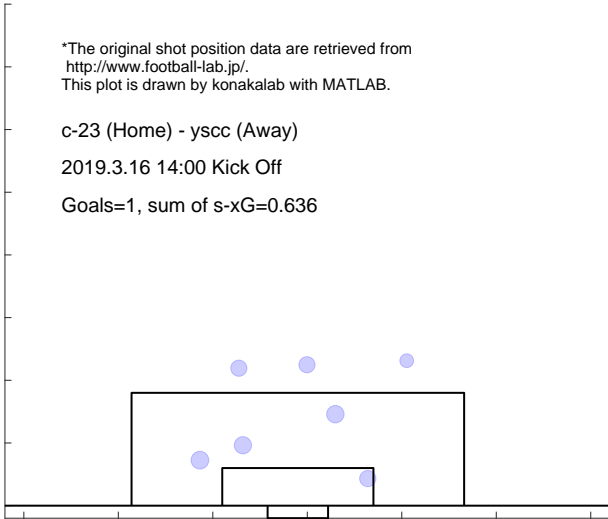 *The original shot position data are retrieved from
http://www.football-lab.jp/.
This plot is drawn by konakalab with MATLAB.
c-23 (Home) - yscc (Away)
2019.3.16 14:00 Kick Off
Goals=1, sum of s-xG=0.636